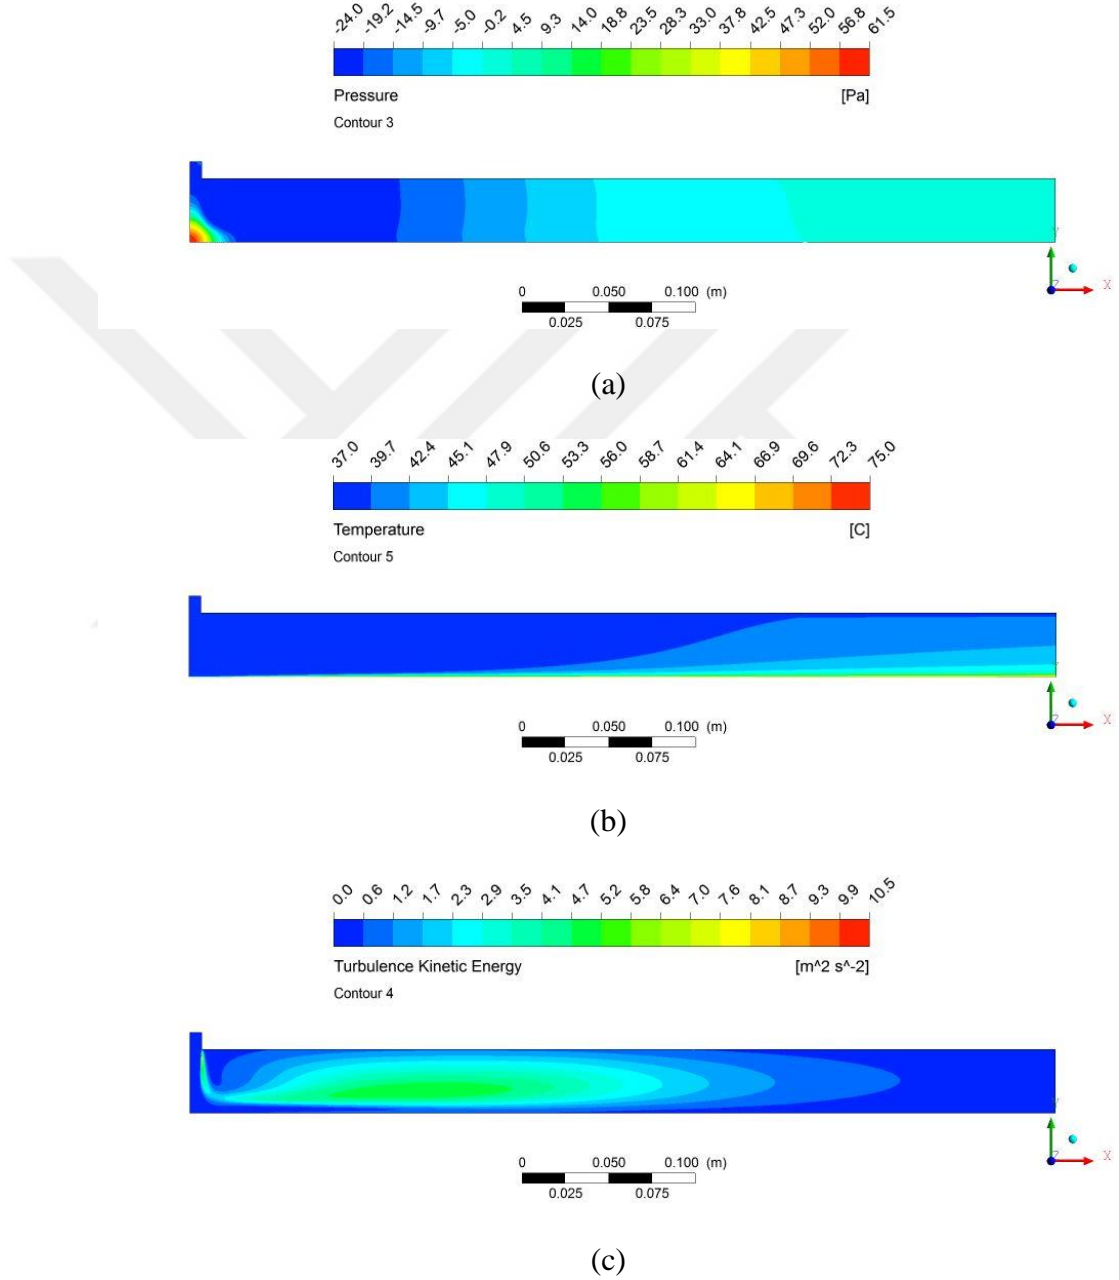 -24.0 -19.2 -14.5 -9.7 -5.0 -0.2 4.5 9.3 14.0 18.8 23.5 28.3 33.0 37.8 42.5 47.3 52.0 56.8 61.5
Pressure [Pa]
Contour 3
Y
Z X
0 0.050 0.100 (m)
0.025 0.075
(a)
37.0 39.7 42.4 45.1 47.9 50.6 53.3 56.0 58.7 61.4 64.1 66.9 69.6 72.3 75.0
Temperature [C]
Contour 5
Y
Z X
0 0.050 0.100 (m)
0.025 0.075
(b)
0.0 0.6 1.2 1.7 2.3 2.9 3.5 4.1 4.7 5.2 5.8 6.4 7.0 7.6 8.1 8.7 9.3 9.9 10.5
Turbulence Kinetic Energy [m^2 s^-2]
Contour 4
Y
Z X
0 0.050 0.100 (m)
0.025 0.075
(c)